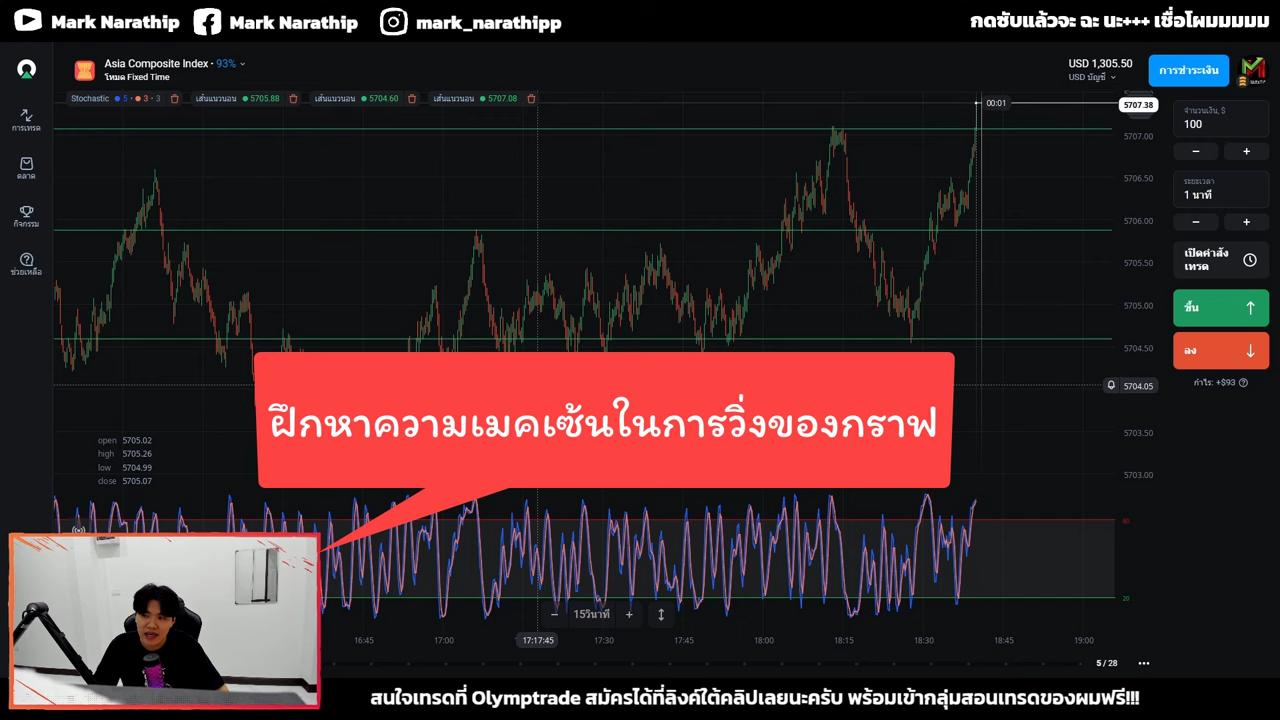 Mark Narathip
Mark Narathip
mark_narathipp
กดซับแล้วจะ ฉะ นะ+++ เชื่อโผมมมมม
Asia Composite Index · 93%
โหมด Fixed Time
USD 1,305.50
USD บัญชี
การชำระเงิน
Stochastic 5 · 3 · 3
เส้นแนวนอน 5705.88
เส้นแนวนอน 5704.60
เส้นแนวนอน 5707.08
00:01
5707.38
5707.00
5706.50
5706.00
5705.50
5705.00
5704.50
5704.05
5703.50
5703.00
การเทรด
ตลาด
กิจกรรม
ช่วยเหลือ
จำนวนเงิน, $
100
ระยะเวลา
1 นาที
เปิดคำสั่ง
เทรด
ขึ้น
ลง
กำไร: +$93
ฝึกหาความเมคเซ้นในการวิ่งของกราฟ
open 5705.02
high 5705.26
low 5704.99
close 5705.07
80
20
15วินาที
16:45
17:00
17:17:45
17:30
17:45
18:00
18:15
18:30
18:45
19:00
5 / 28
สนใจเทรดที่ Olymptrade สมัครได้ที่ลิงค์ใต้คลิปเลยนะครับ พร้อมเข้ากลุ่มสอนเทรดของผมฟรี!!!